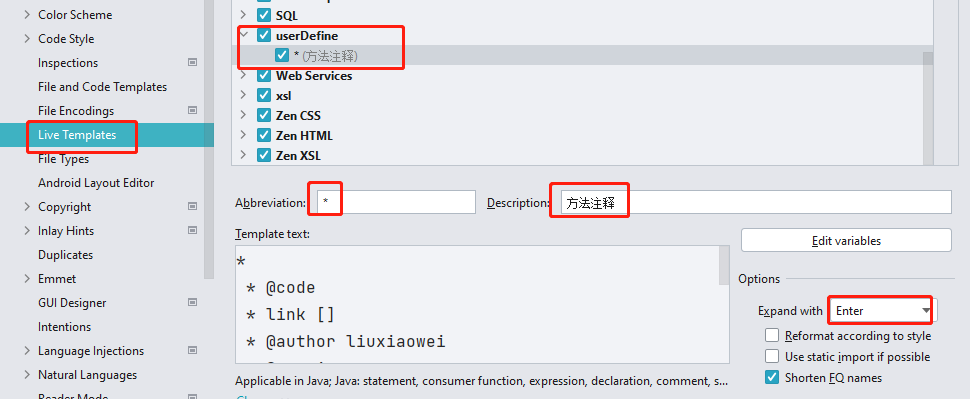 Color Scheme
Code Style
Inspections
File and Code Templates
File Encodings
Live Templates
File Types
Android Layout Editor
Copyright
Inlay Hints
Duplicates
Emmet
GUI Designer
Intentions
Language Injections
Natural Languages
Reader Mode
SQL
userDefine
* (方法注释)
Web Services
xsl
Zen CSS
Zen HTML
Zen XSL
Abbreviation: *
Description: 方法注释
Template text:
*
* @code
* link []
* @author liuxiaowei
Edit variables
Options
Expand with Enter
Reformat according to style
Use static import if possible
Shorten FQ names
Applicable in Java; Java: statement, consumer function, expression, declaration, comment, s...